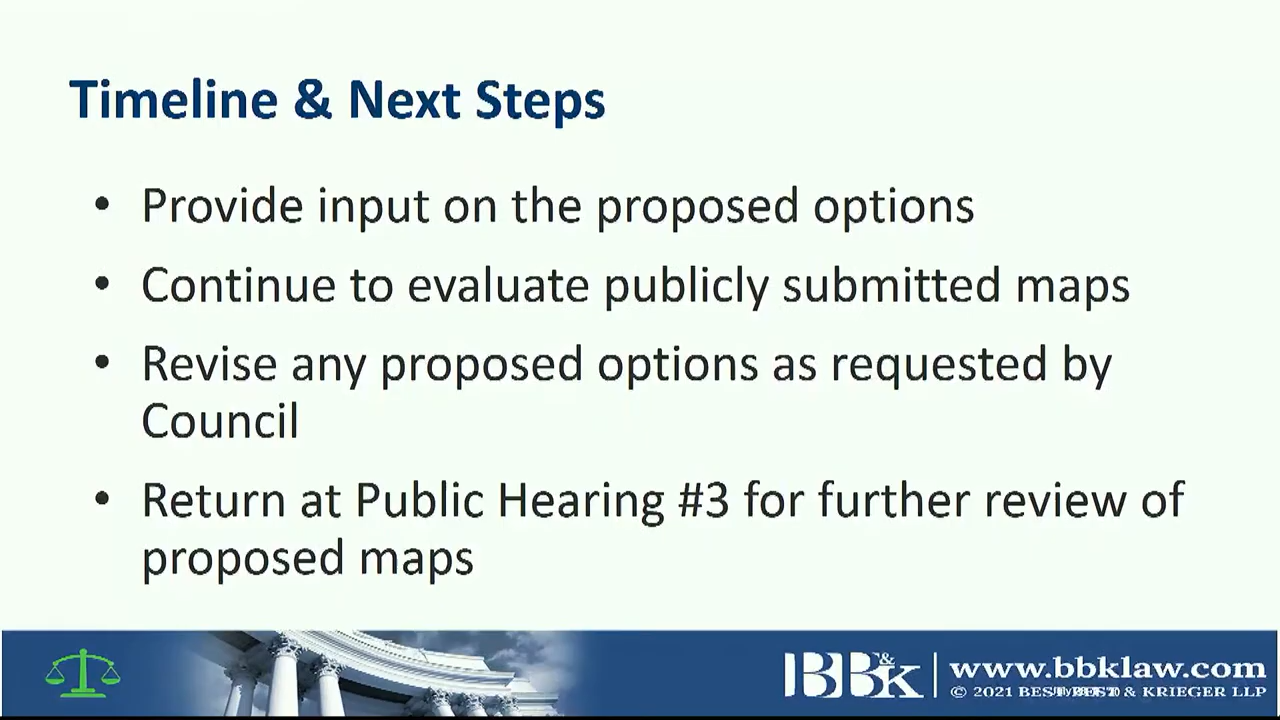 Timeline & Next Steps
• Provide input on the proposed options
• Continue to evaluate publicly submitted maps
• Revise any proposed options as requested by
Council
• Return at Public Hearing #3 for further review of
proposed maps
BB&K
www.bbklaw.com
© 2021 BEST BEST & KRIEGER LLP